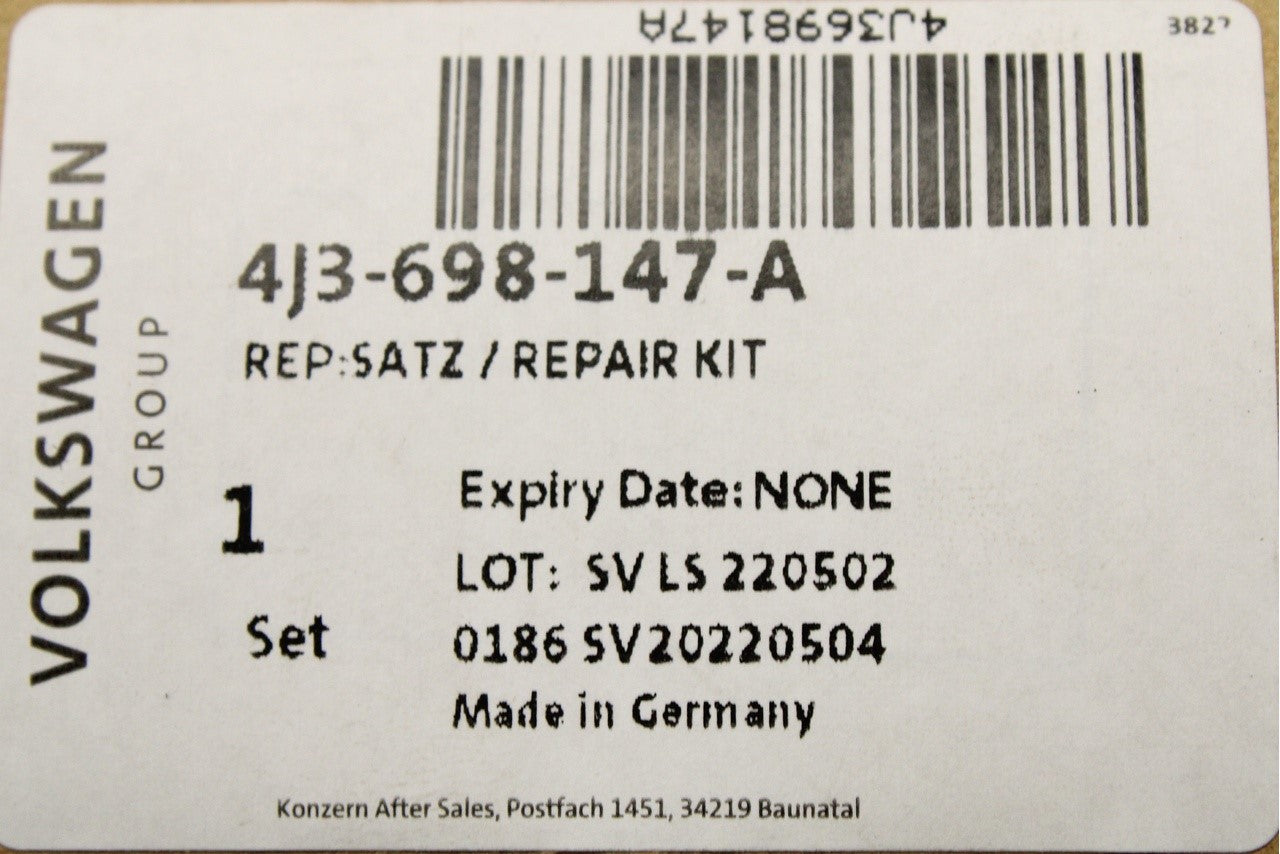 4J3698147A
VOLKSWAGEN
GROUP
4J3-698-147-A
REP:SATZ / REPAIR KIT
1
Set
Expiry Date: NONE
LOT: SV LS 220502
0186 SV20220504
Made in Germany
Konzern After Sales, Postfach 1451, 34219 Baunatal